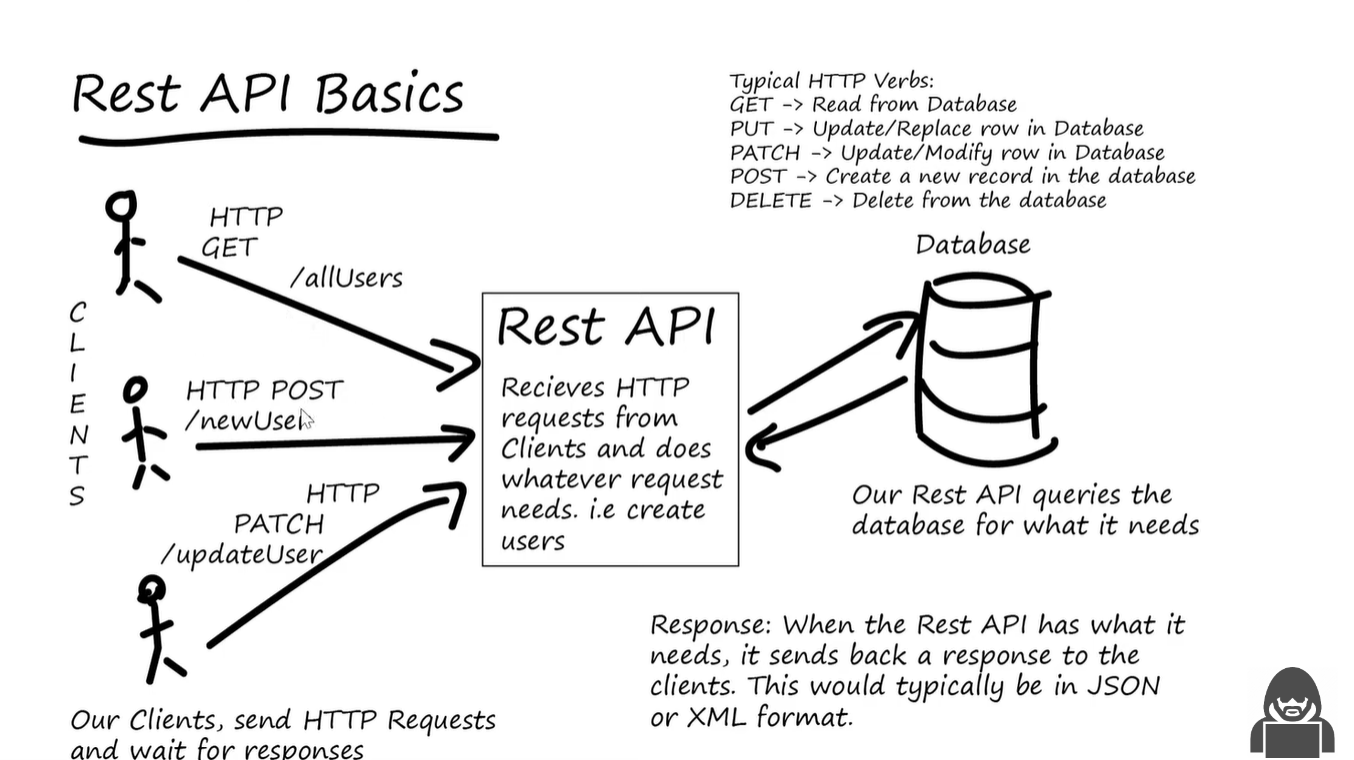 Rest API Basics
Typical HTTP Verbs:
GET -> Read from Database
PUT -> Update/Replace row in Database
PATCH -> Update/Modify row in Database
POST -> Create a new record in the database
DELETE -> Delete from the database
CLIENTS
HTTP
GET
/allUsers
HTTP POST
/newUser
HTTP
PATCH
/updateUser
Rest API
Recieves HTTP
requests from
Clients and does
whatever request
needs. i.e create
users
Database
Our Rest API queries the
database for what it needs
Response: When the Rest API has what it
needs, it sends back a response to the
clients. This would typically be in JSON
or XML format.
Our Clients, send HTTP Requests
and wait for responses